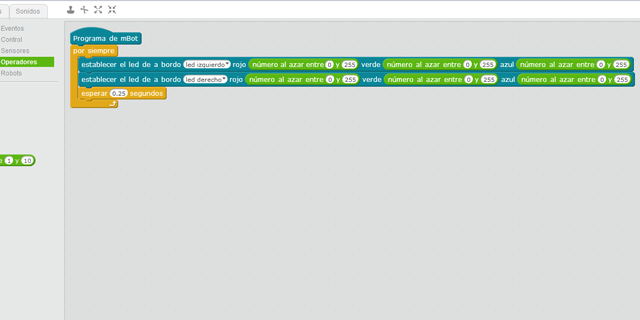 s Sonidos
Eventos
Control
Sensores
Operadores
Robots
1 y 10
Programa de mBot
por siempre
establecer el led de a bordo led izquierdo rojo número al azar entre 0 y 255 verde número al azar entre 0 y 255 azul número al azar entre 0 y 255
establecer el led de a bordo led derecho rojo número al azar entre 0 y 255 verde número al azar entre 0 y 255 azul número al azar entre 0 y 255
esperar 0.25 segundos